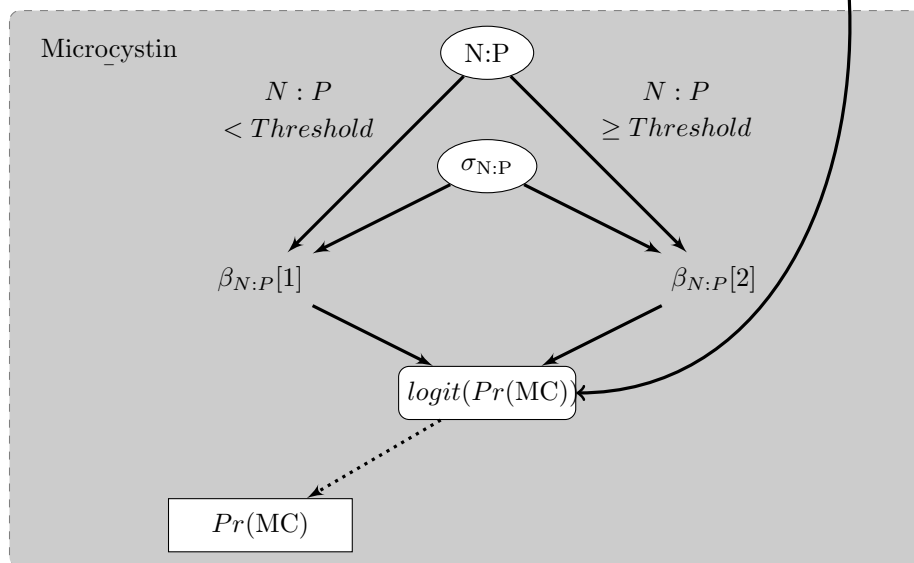 Microcystin
N:P
N : P
< Threshold
N : P
≥ Threshold
σN:P
βN:P[1]
βN:P[2]
logit(Pr(MC))
Pr(MC)